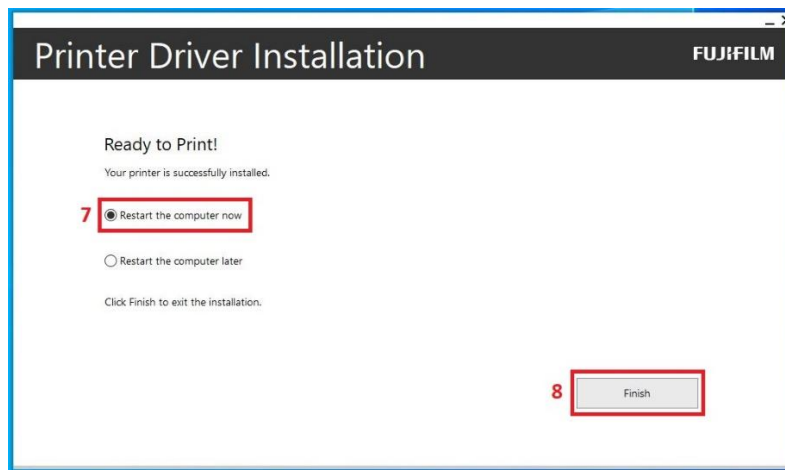 Printer Driver Installation
FUJIFILM
Ready to Print!
Your printer is successfully installed.
7
Restart the computer now
Restart the computer later
Click Finish to exit the installation.
8
Finish